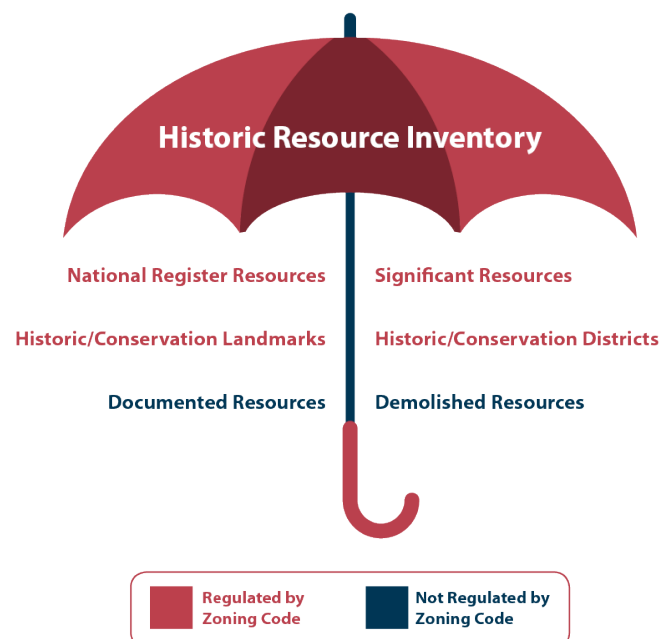 Historic Resource Inventory
National Register Resources
Significant Resources
Historic/Conservation Landmarks
Historic/Conservation Districts
Documented Resources
Demolished Resources
Regulated by
Zoning Code
Not Regulated by
Zoning Code